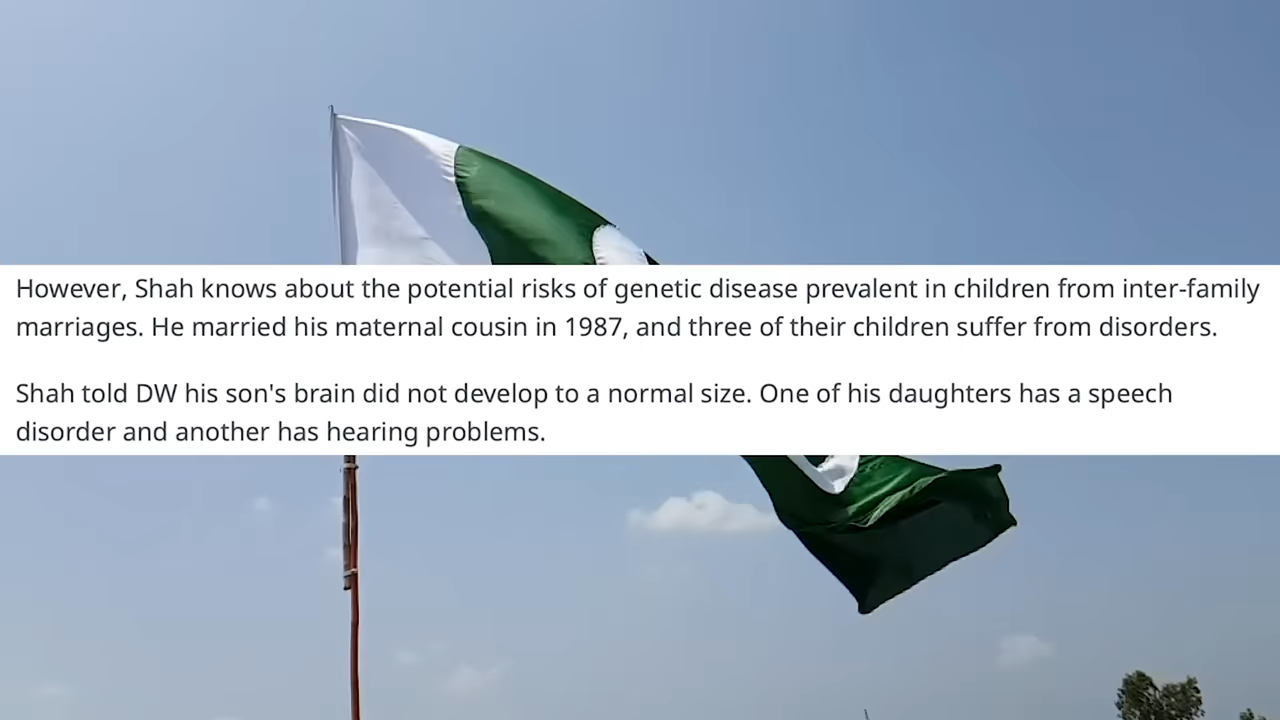 However, Shah knows about the potential risks of genetic disease prevalent in children from inter-family
marriages. He married his maternal cousin in 1987, and three of their children suffer from disorders.
Shah told DW his son's brain did not develop to a normal size. One of his daughters has a speech
disorder and another has hearing problems.